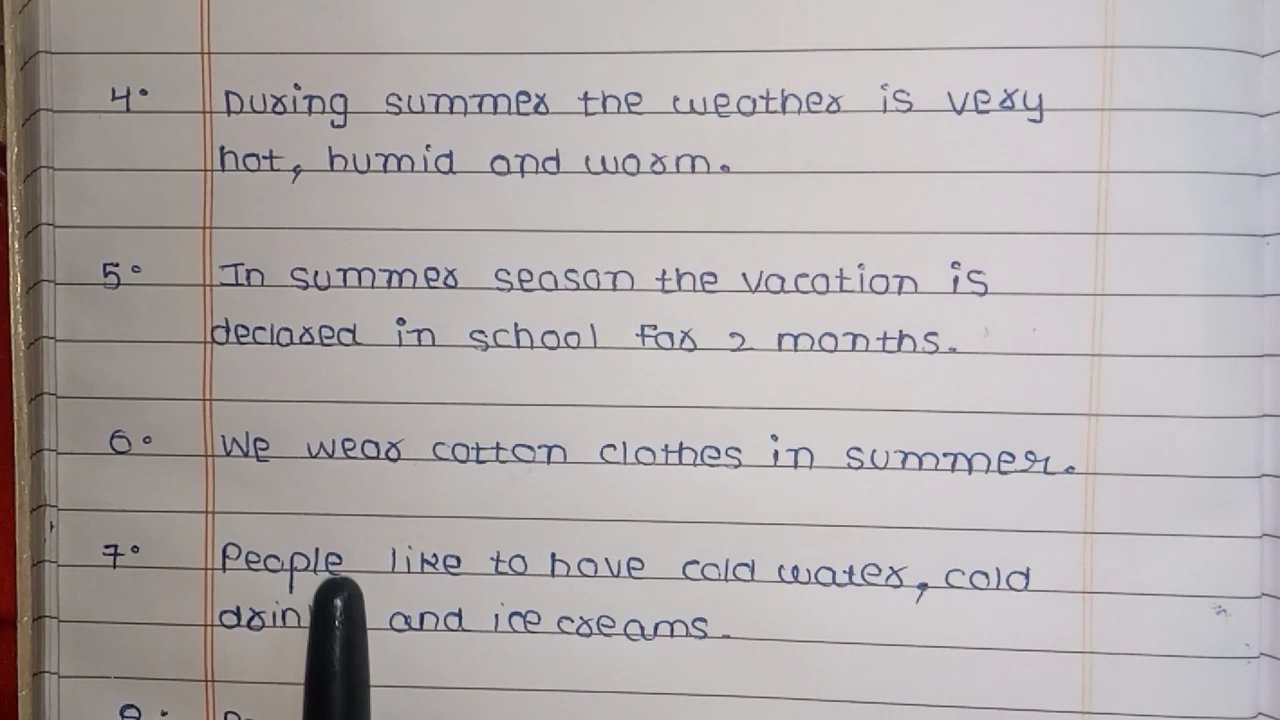 4. During summer the weather is very
hot, humid and warm.
5. In summer season the vacation is
declared in school for 2 months.
6. We wear cotton clothes in summer.
7. People like to have cold water, cold
and ice creams.